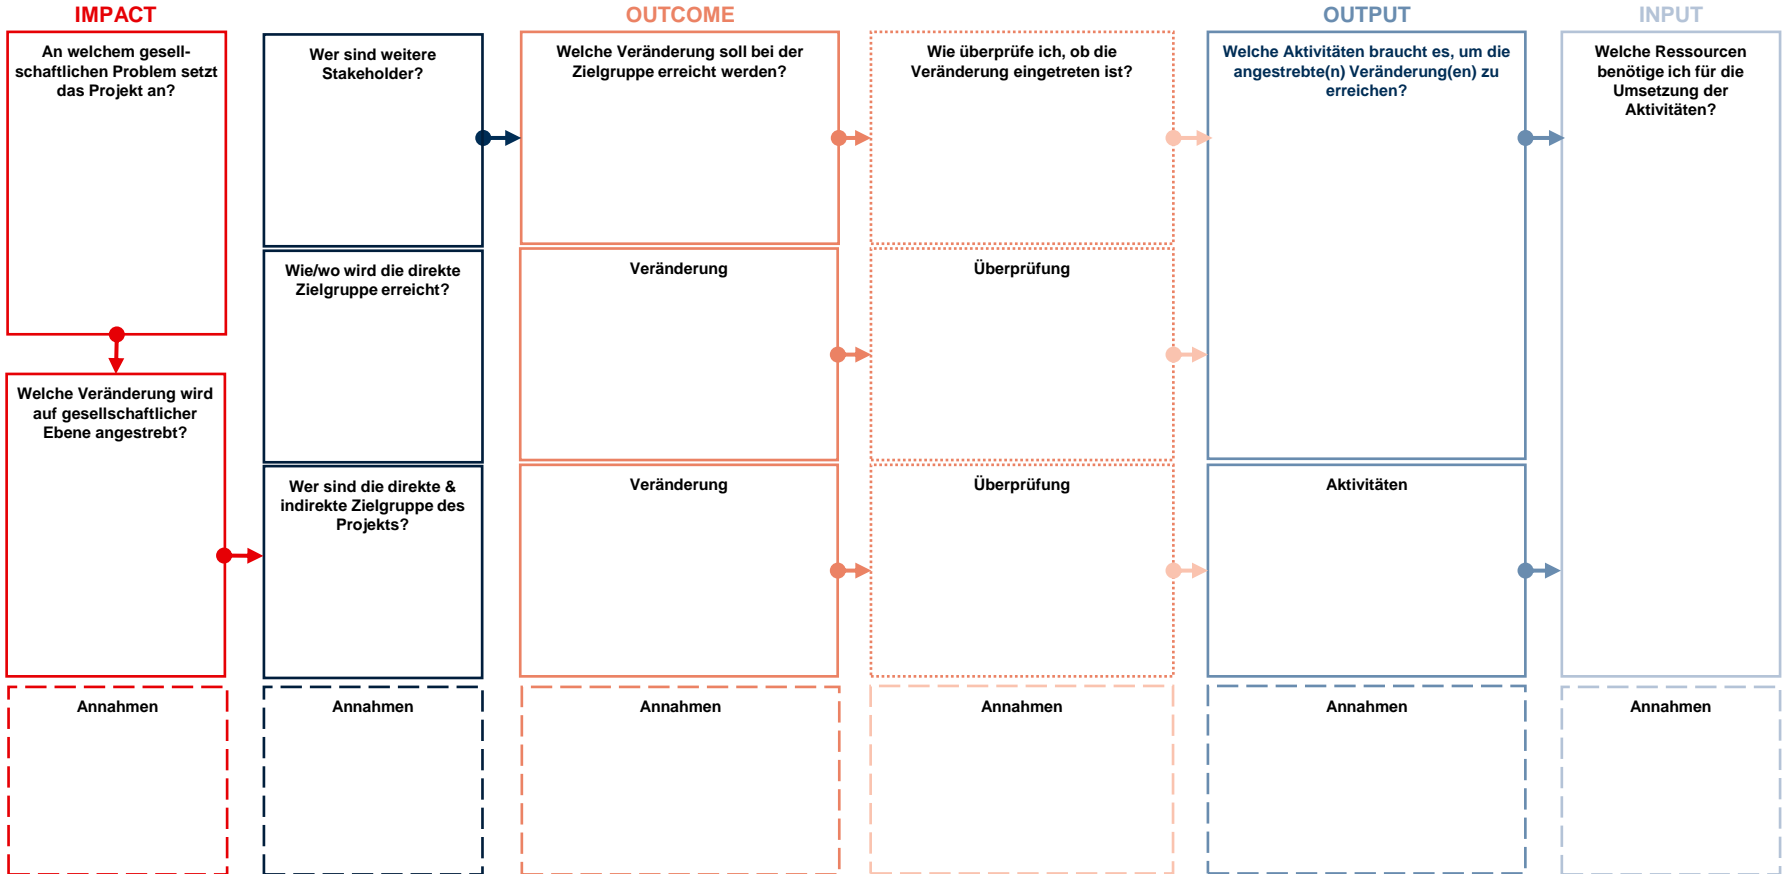 IMPACT
OUTCOME
OUTPUT
INPUT
An welchem gesell-
schaftlichen Problem setzt
das Projekt an?
Welche Veränderung wird
auf gesellschaftlicher
Ebene angestrebt?
Wer sind weitere
Stakeholder?
Wie/wo wird die direkte
Zielgruppe erreicht?
Wer sind die direkte &
indirekte Zielgruppe des
Projekts?
Welche Veränderung soll bei der
Zielgruppe erreicht werden?
Veränderung
Veränderung
Wie überprüfe ich, ob die
Veränderung eingetreten ist?
Überprüfung
Überprüfung
Welche Aktivitäten braucht es, um die
angestrebte(n) Veränderung(en) zu
erreichen?
Aktivitäten
Welche Ressourcen
benötige ich für die
Umsetzung der
Aktivitäten?
Annahmen
Annahmen
Annahmen
Annahmen
Annahmen
Annahmen